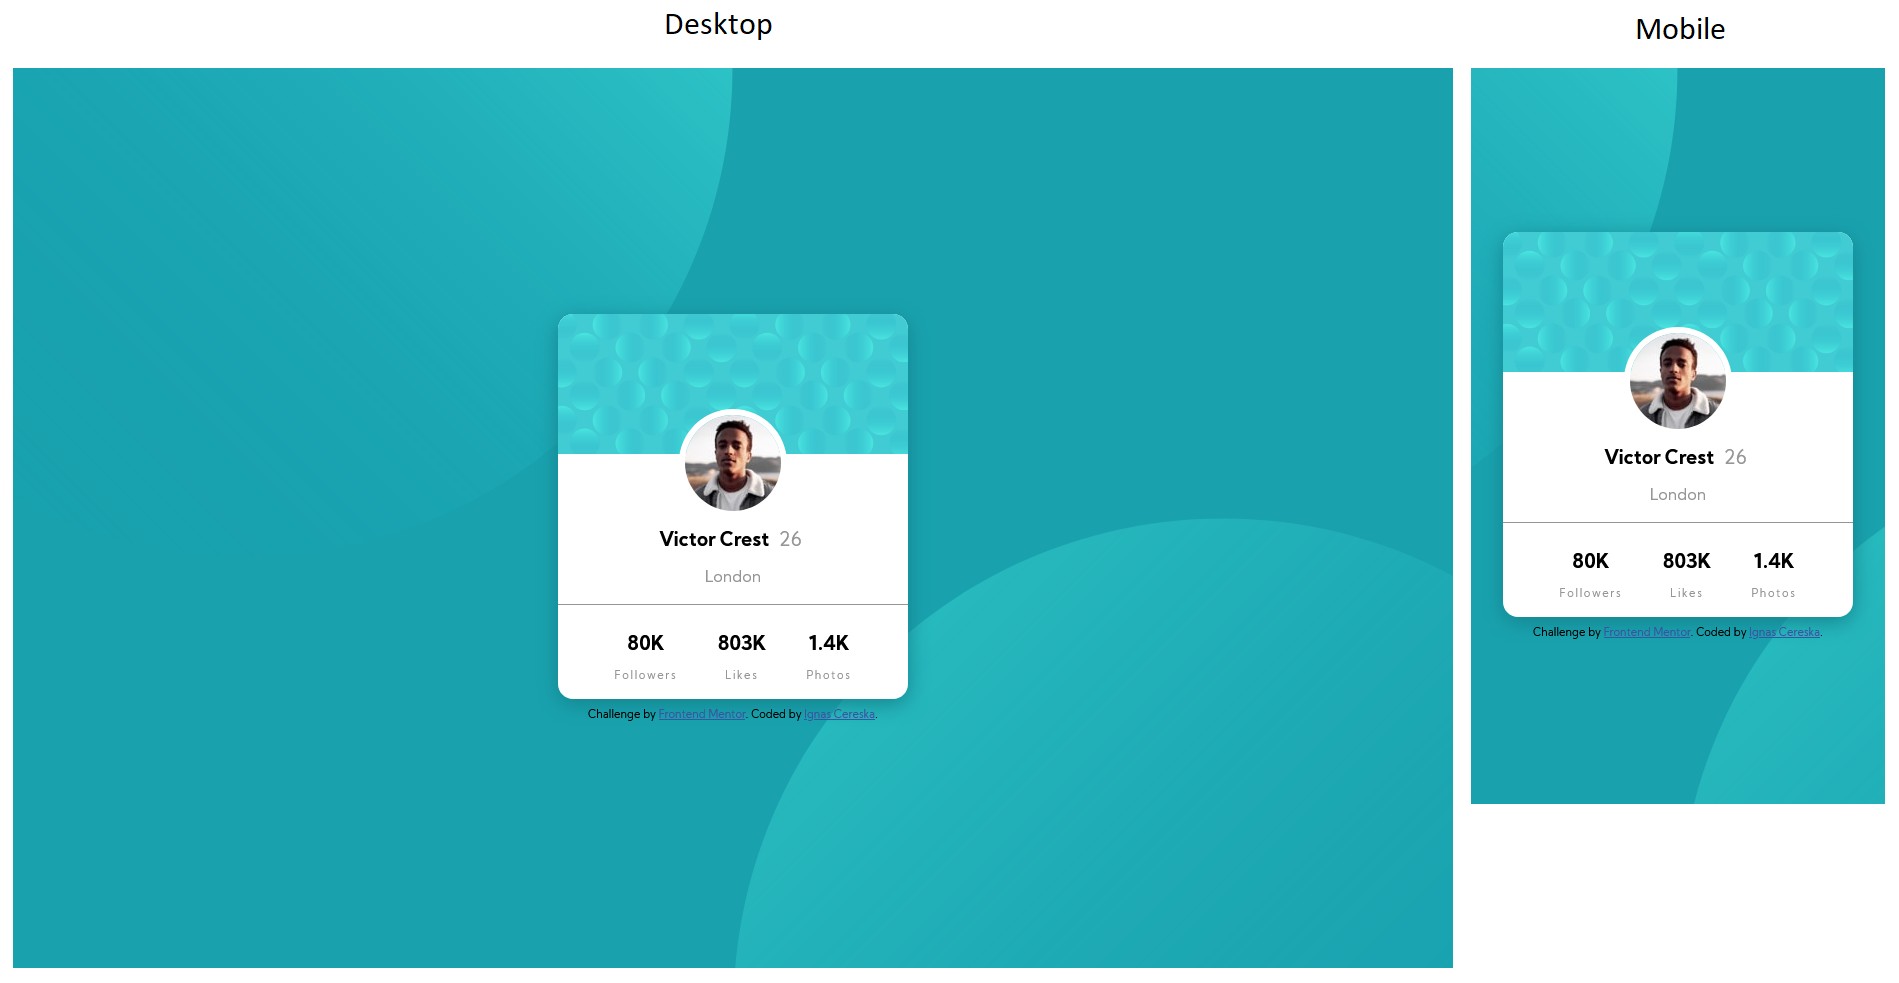 Desktop
Mobile
Victor Crest 26
London
80K 803K 1.4K
Followers Likes Photos
Challenge by Frontend Mentor. Coded by Ignas Cereska.
Victor Crest 26
London
80K 803K 1.4K
Followers Likes Photos
Challenge by Frontend Mentor. Coded by Ignas Cereska.